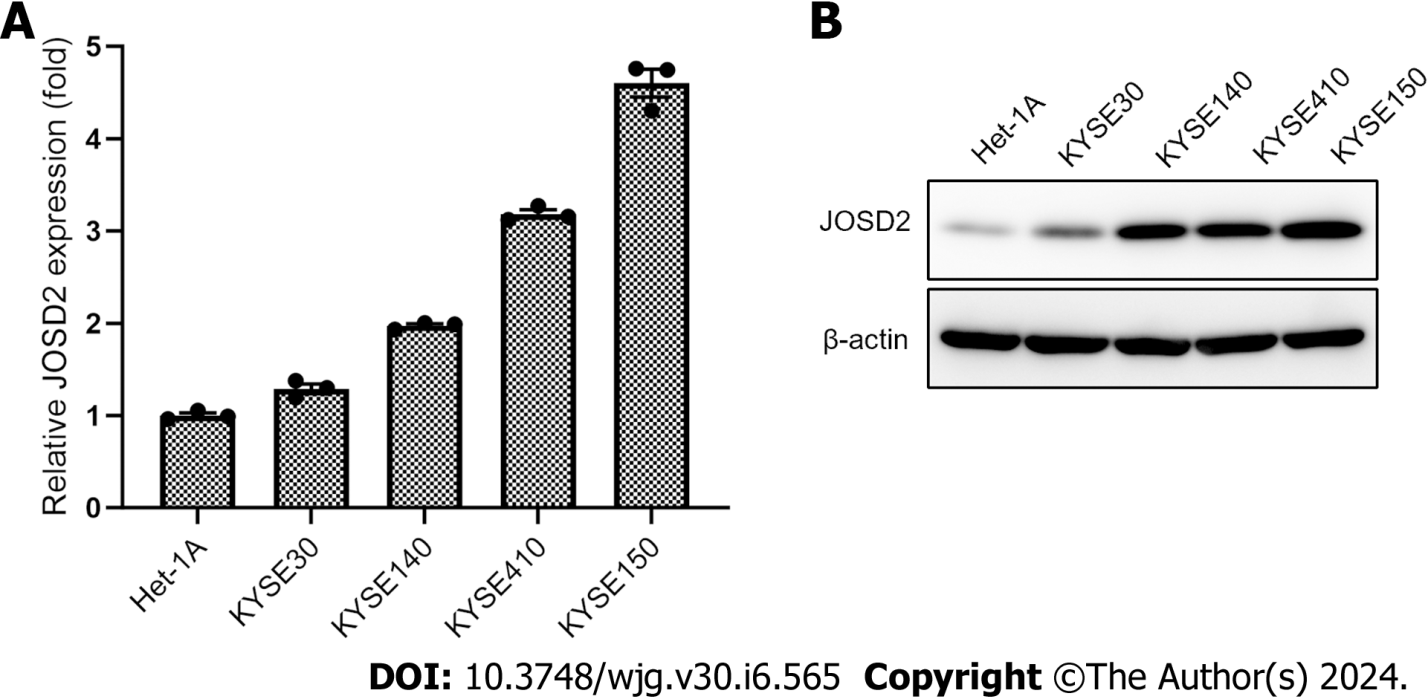 A
B
Relative JOSD2 expression (fold)
5
4
3
2
1
0
Het-1A
KYSE30
KYSE140
KYSE410
KYSE150
Het-1A
KYSE30
KYSE140
KYSE410
KYSE150
JOSD2
β-actin
DOI: 10.3748/wjg.v30.i6.565 Copyright ©The Author(s) 2024.